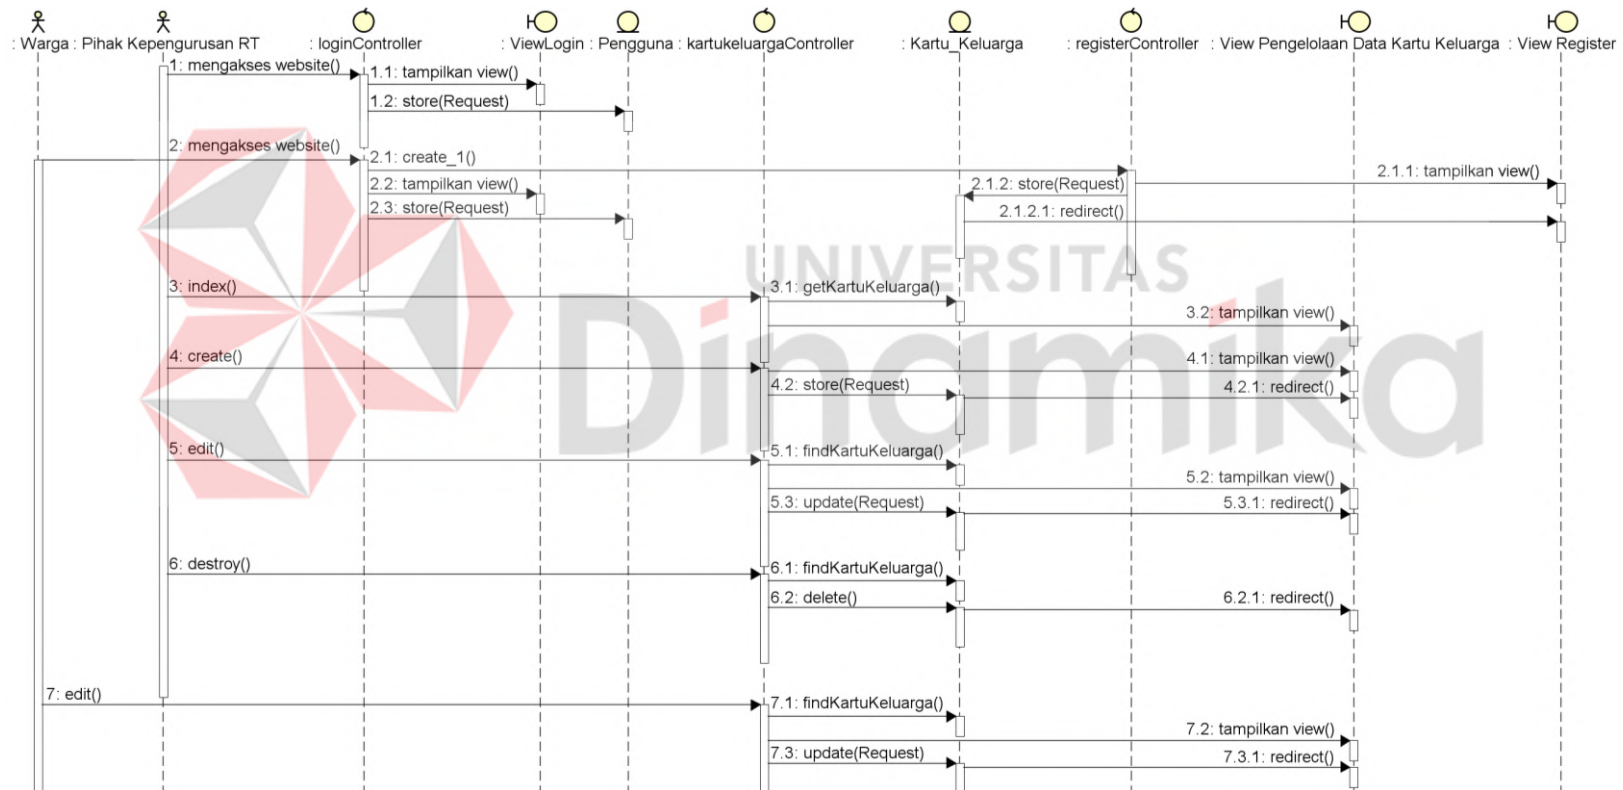 : Warga : Pihak Kepengurusan RT : loginController : ViewLogin : Pengguna : kartukeluargaController : Kartu_Keluarga : registerController : View Pengelolaan Data Kartu Keluarga : View Register
1: mengakses website()
1.1: tampilkan view()
1.2: store(Request)
2: mengakses website()
2.1: create_1()
2.1.1: tampilkan view()
2.2: tampilkan view()
2.1.2: store(Request)
2.3: store(Request)
2.1.2.1: redirect()
UNIVERSITAS
Dinamika
3: index()
3.1: getKartuKeluarga()
3.2: tampilkan view()
4: create()
4.1: tampilkan view()
4.2: store(Request)
4.2.1: redirect()
5: edit()
5.1: findKartuKeluarga()
5.2: tampilkan view()
5.3: update(Request)
5.3.1: redirect()
6: destroy()
6.1: findKartuKeluarga()
6.2: delete()
6.2.1: redirect()
7: edit()
7.1: findKartuKeluarga()
7.2: tampilkan view()
7.3: update(Request)
7.3.1: redirect()